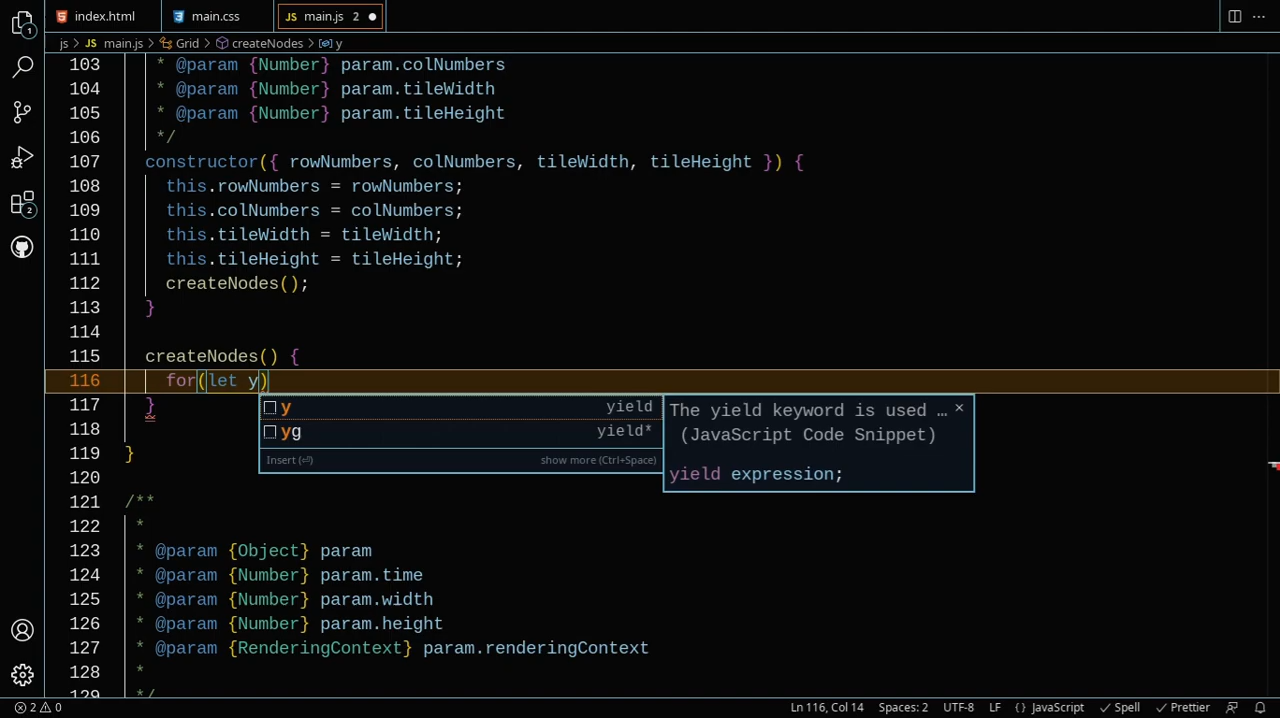 index.html
main.css
JS main.js 2
js > JS main.js > Grid > createNodes > y
103 * @param {Number} param.colNumbers
104 * @param {Number} param.tileWidth
105 * @param {Number} param.tileHeight
106 */
107 constructor({ rowNumbers, colNumbers, tileWidth, tileHeight }) {
108 this.rowNumbers = rowNumbers;
109 this.colNumbers = colNumbers;
110 this.tileWidth = tileWidth;
111 this.tileHeight = tileHeight;
112 createNodes();
113 }
114
115 createNodes() {
116 for(let y)
117 }
118
119 }
120
121 /**
122 *
123 * @param {Object} param
124 * @param {Number} param.time
125 * @param {Number} param.width
126 * @param {Number} param.height
127 * @param {RenderingContext} param.renderingContext
128 *
129 */
y yield
yg yield*
Insert (⏎) show more (Ctrl+Space)
The yield keyword is used … ×
(JavaScript Code Snippet)
yield expression;
1
2
2 0
Ln 116, Col 14 Spaces: 2 UTF-8 LF {} JavaScript ✓ Spell ✓ Prettier